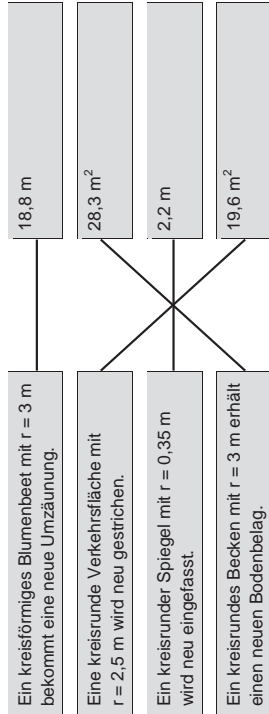 Ein kreisförmiges Blumenbeet mit r = 3 m
bekommt eine neue Umzäunung.
18,8 m
Eine kreisrunde Verkehrsfläche mit
r = 2,5 m wird neu gestrichen.
28,3 m²
Ein kreisrunder Spiegel mit r = 0,35 m
wird neu eingefasst.
2,2 m
Ein kreisrundes Becken mit r = 3 m erhält
einen neuen Bodenbelag.
19,6 m²